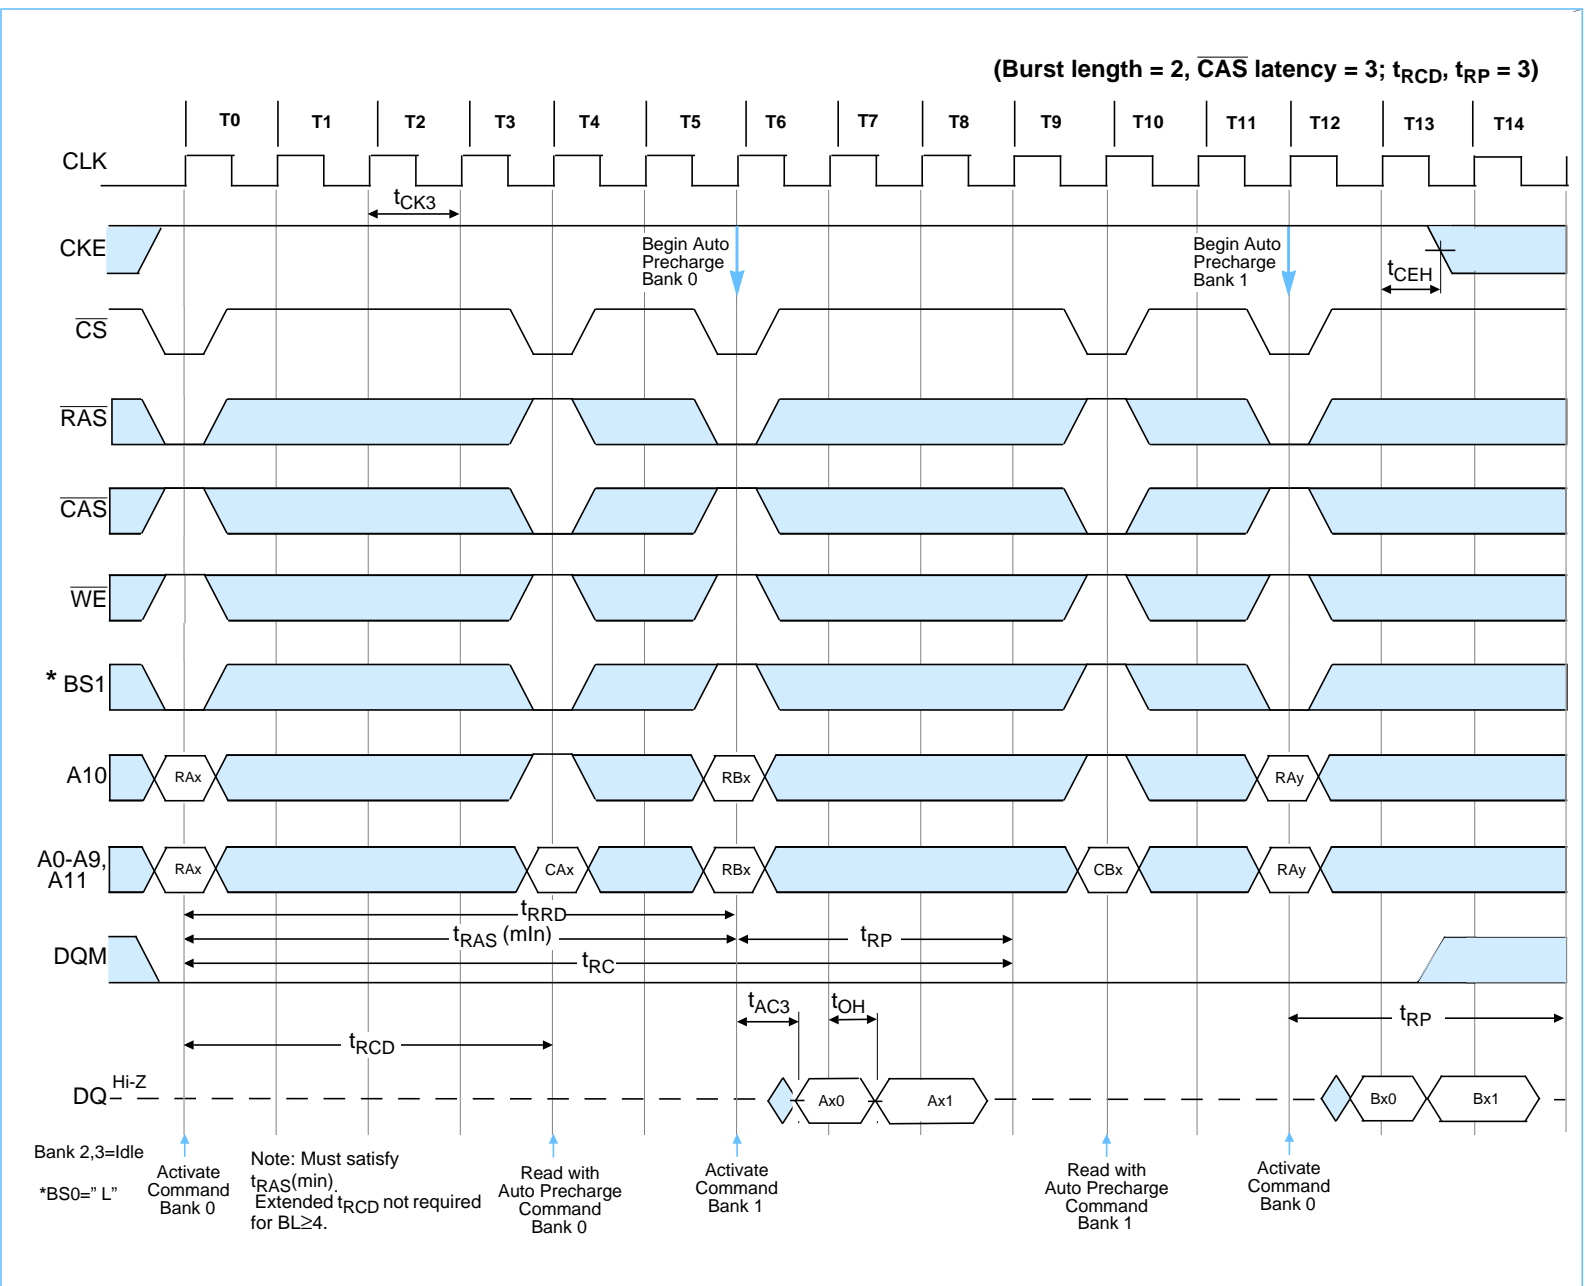 (Burst length = 2, CAS latency = 3; tRCD, tRP = 3)
T0 T1 T2 T3 T4 T5 T6 T7 T8 T9 T10 T11 T12 T13 T14
CLK
tCK3
CKE
Begin Auto
Precharge
Bank 0
Begin Auto
Precharge
Bank 1
tCEH
CS
RAS
CAS
WE
* BS1
A10
RAx RBx RAy
A0-A9,
A11
RAx CAx RBx CBx RAy
tRRD
tRAS (mIn) tRP
DQM
tRC
tAC3 tOH
tRP
tRCD
Hi-Z
DQ
Ax0 Ax1 Bx0 Bx1
Bank 2,3=Idle
*BS0=" L"
Activate
Command
Bank 0
Note: Must satisfy
tRAS(min).
Extended tRCD not required
for BL≥4.
Read with
Auto Precharge
Command
Bank 0
Activate
Command
Bank 1
Read with
Auto Precharge
Command
Bank 1
Activate
Command
Bank 0